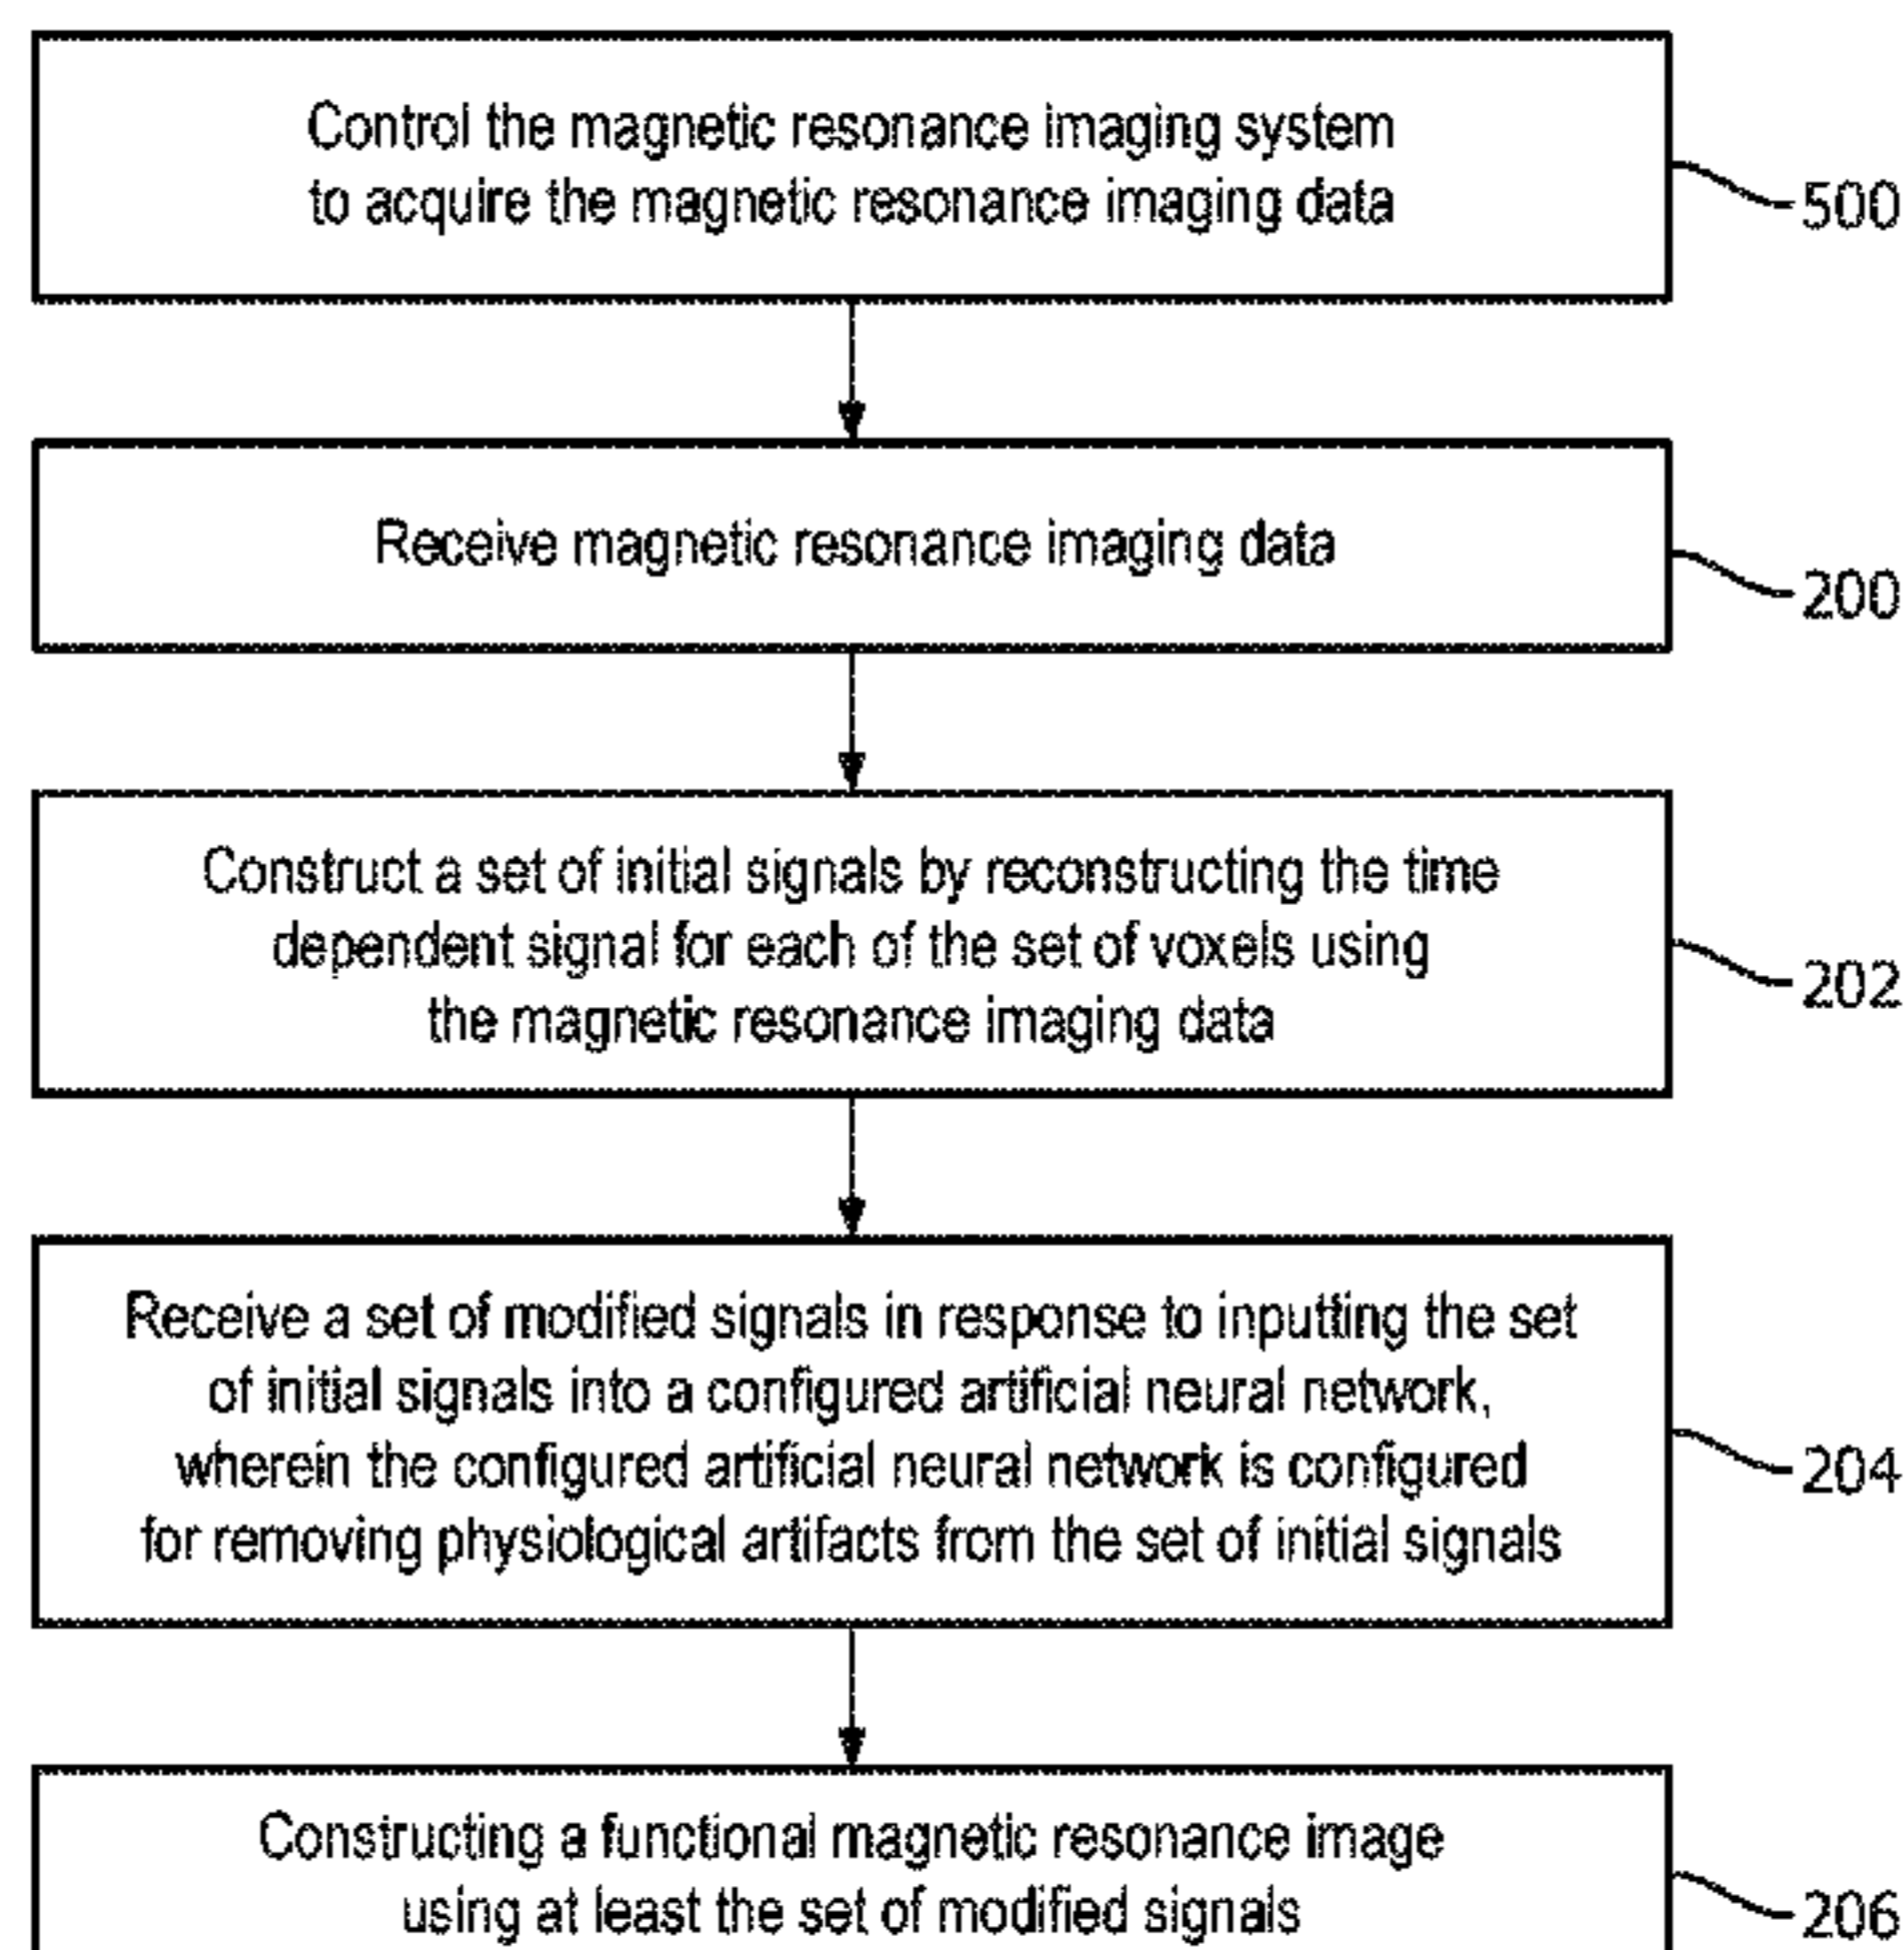 Control the magnetic resonance imaging system
to acquire the magnetic resonance imaging data
500
Receive magnetic resonance imaging data
200
Construct a set of initial signals by reconstructing the time
dependent signal for each of the set of voxels using
the magnetic resonance imaging data
202
Receive a set of modified signals in response to inputting the set
of initial signals into a configured artificial neural network,
wherein the configured artificial neural network is configured
for removing physiological artifacts from the set of initial signals
204
Constructing a functional magnetic resonance image
using at least the set of modified signals
206